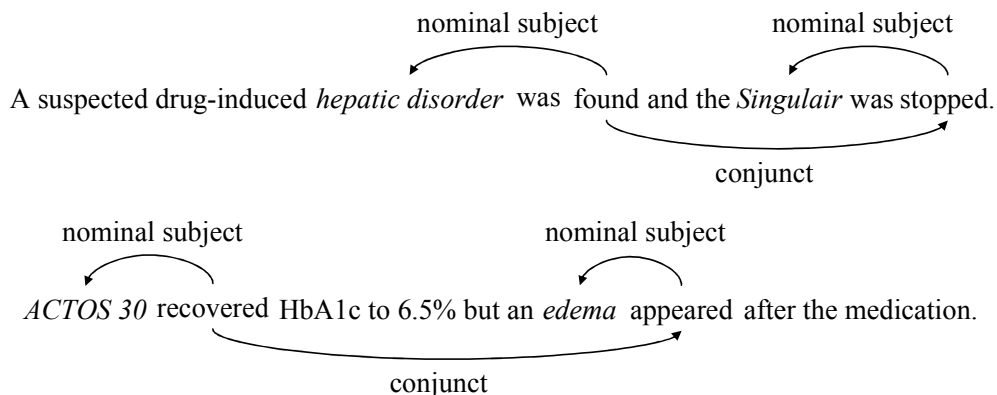 nominal subject nominal subject
A suspected drug-induced hepatic disorder was found and the Singulair was stopped.
conjunct
nominal subject nominal subject
ACTOS 30 recovered HbA1c to 6.5% but an edema appeared after the medication.
conjunct